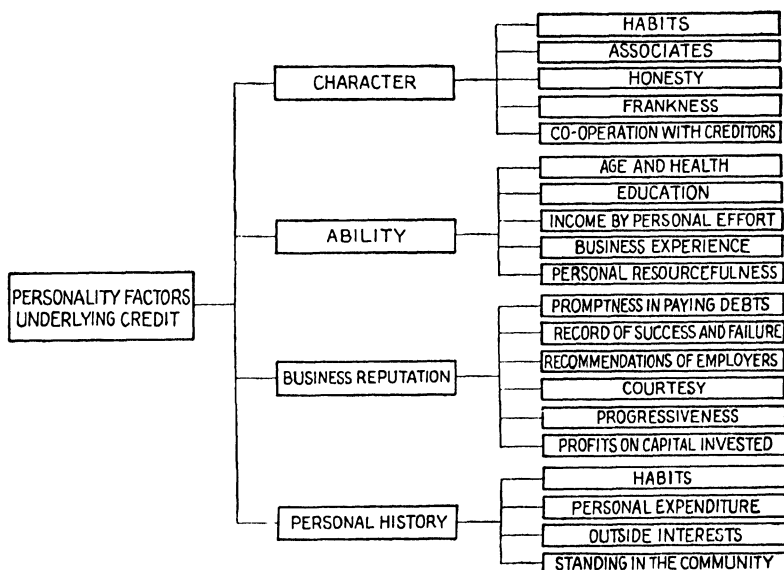 PERSONALITY FACTORS
UNDERLYING CREDIT
CHARACTER
HABITS
ASSOCIATES
HONESTY
FRANKNESS
CO-OPERATION WITH CREDITORS
ABILITY
AGE AND HEALTH
EDUCATION
INCOME BY PERSONAL EFFORT
BUSINESS EXPERIENCE
PERSONAL RESOURCEFULNESS
BUSINESS REPUTATION
PROMPTNESS IN PAYING DEBTS
RECORD OF SUCCESS AND FAILURE
RECOMMENDATIONS OF EMPLOYERS
COURTESY
PROGRESSIVENESS
PROFITS ON CAPITAL INVESTED
PERSONAL HISTORY
HABITS
PERSONAL EXPENDITURE
OUTSIDE INTERESTS
STANDING IN THE COMMUNITY